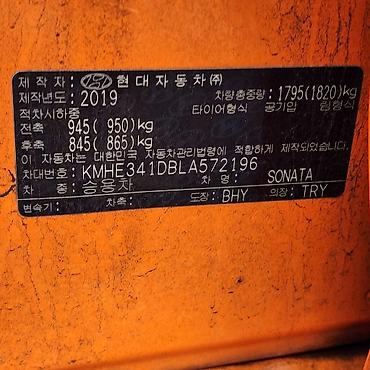 제 작 자 : 현대자동차㈜
제작년도: 2019 차량총중량: 1795(1820)kg
적차시하중 타이어형식 공기압 림형식
전축 945( 950)kg
후축 845( 865)kg
이 자동차는 대한민국 자동차관리법령에 적합하게 제작되었음.
차대번호: KMHE341DBLA572196
차 종 : 승용차 차 명 : SONATA
변속기: 차축: 도장: BHY 의장: TRY